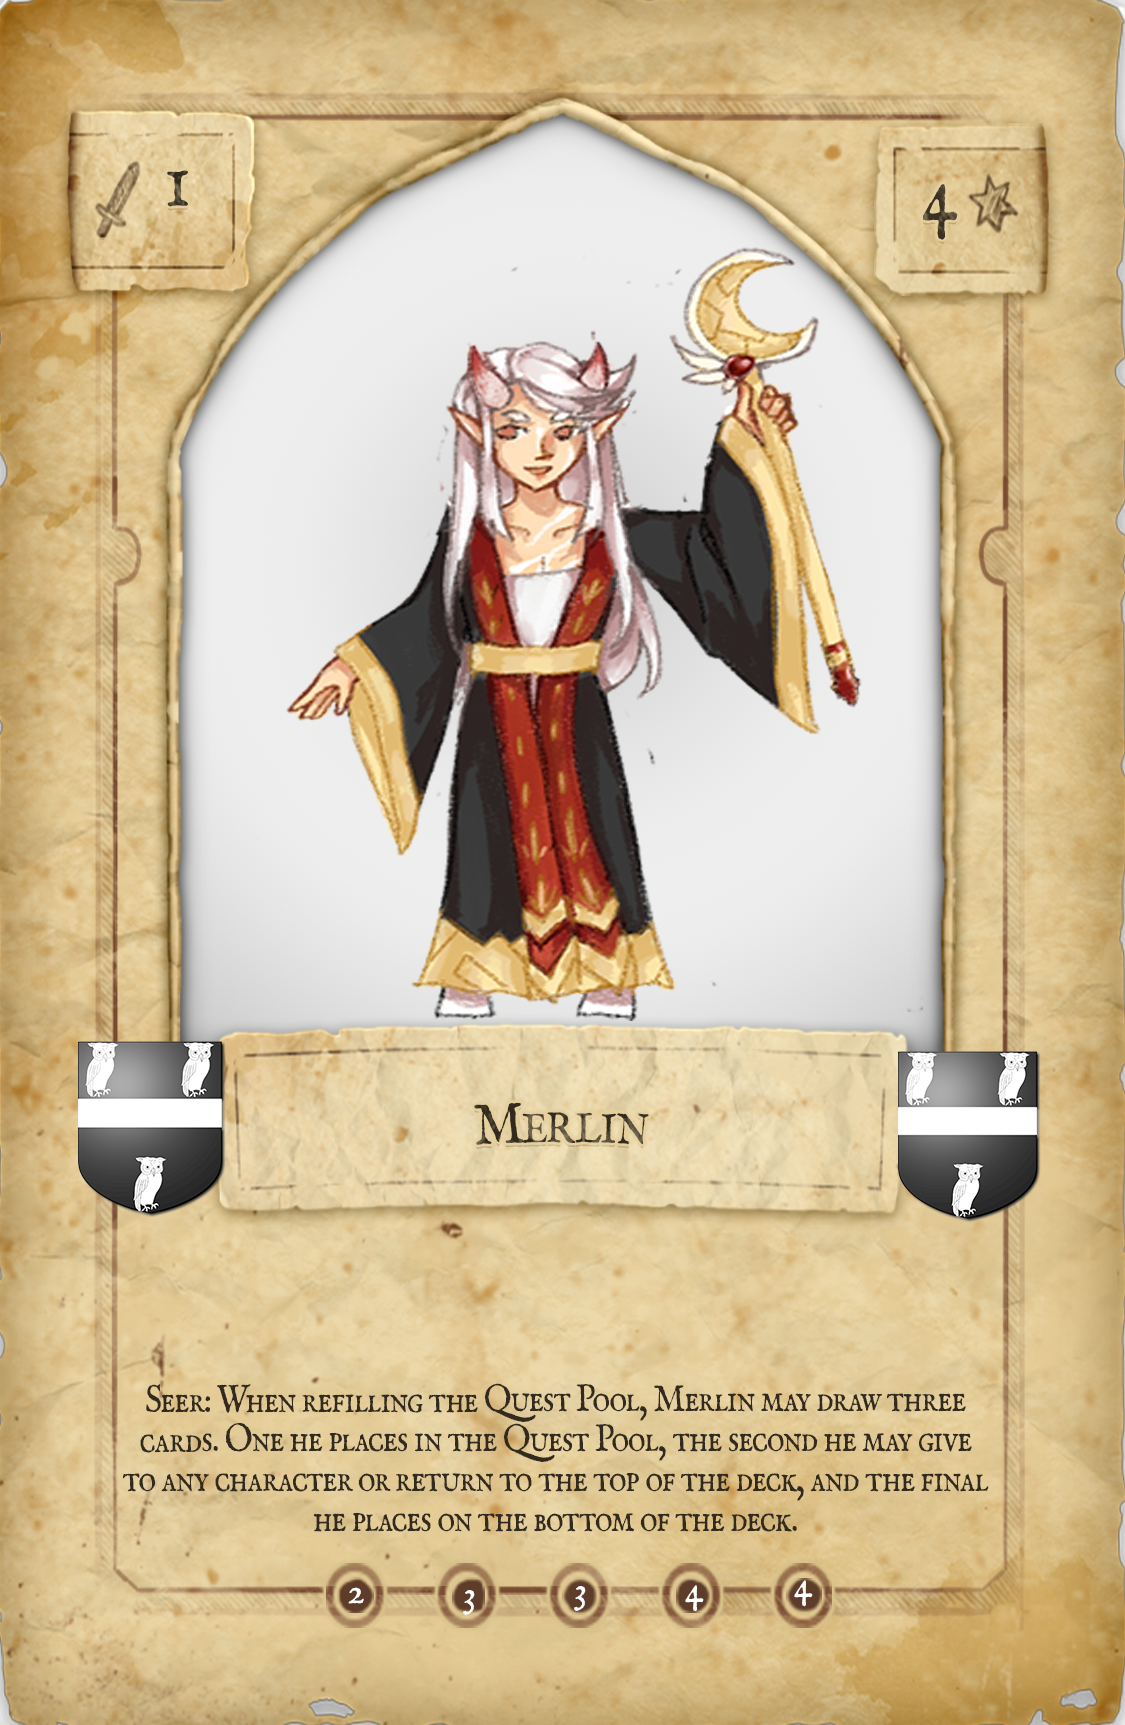 1
4
Merlin
Seer: When refilling the Quest Pool, Merlin may draw three
cards. One he places in the Quest Pool, the second he may give
to any character or return to the top of the deck, and the final
he places on the bottom of the deck.
2 3 3 4 4